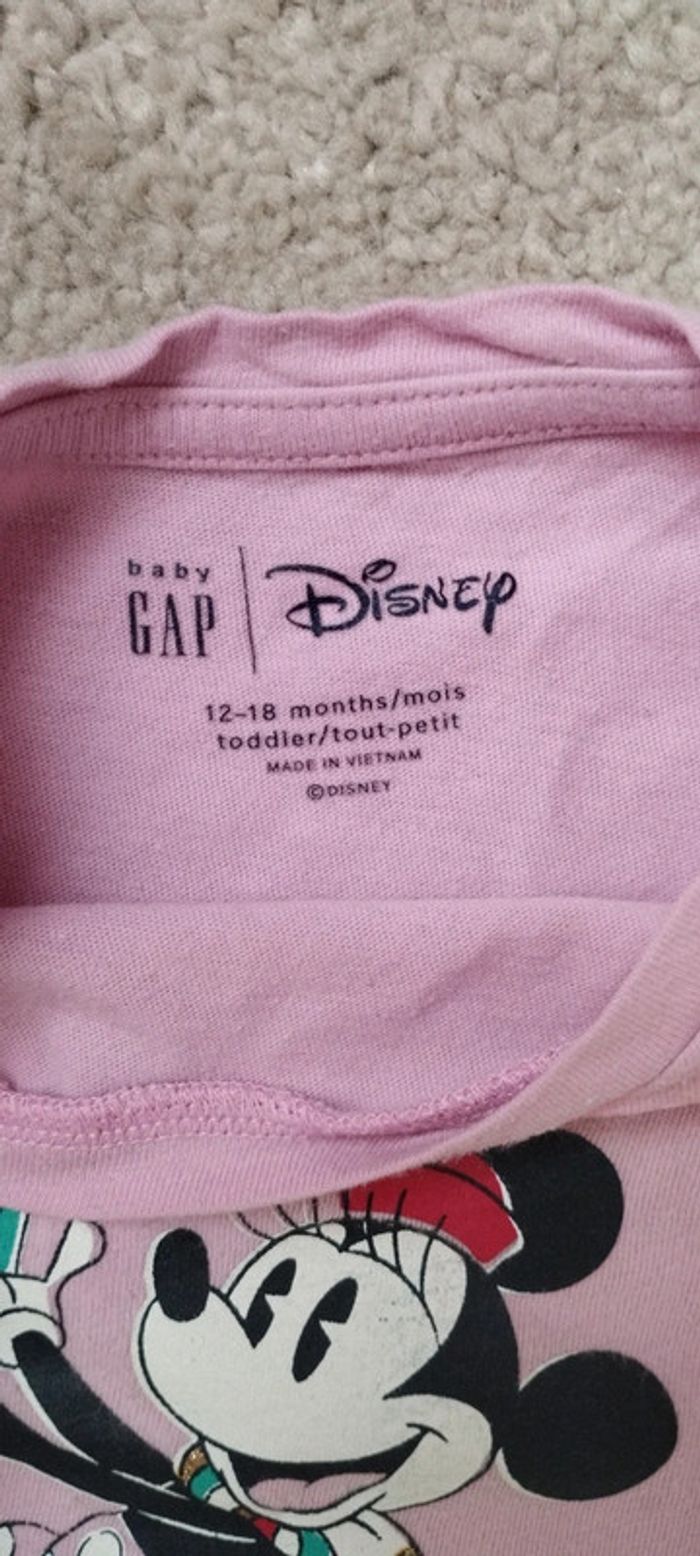 baby
GAP
Disney
12–18 months/mois
toddler/tout-petit
MADE IN VIETNAM
©DISNEY